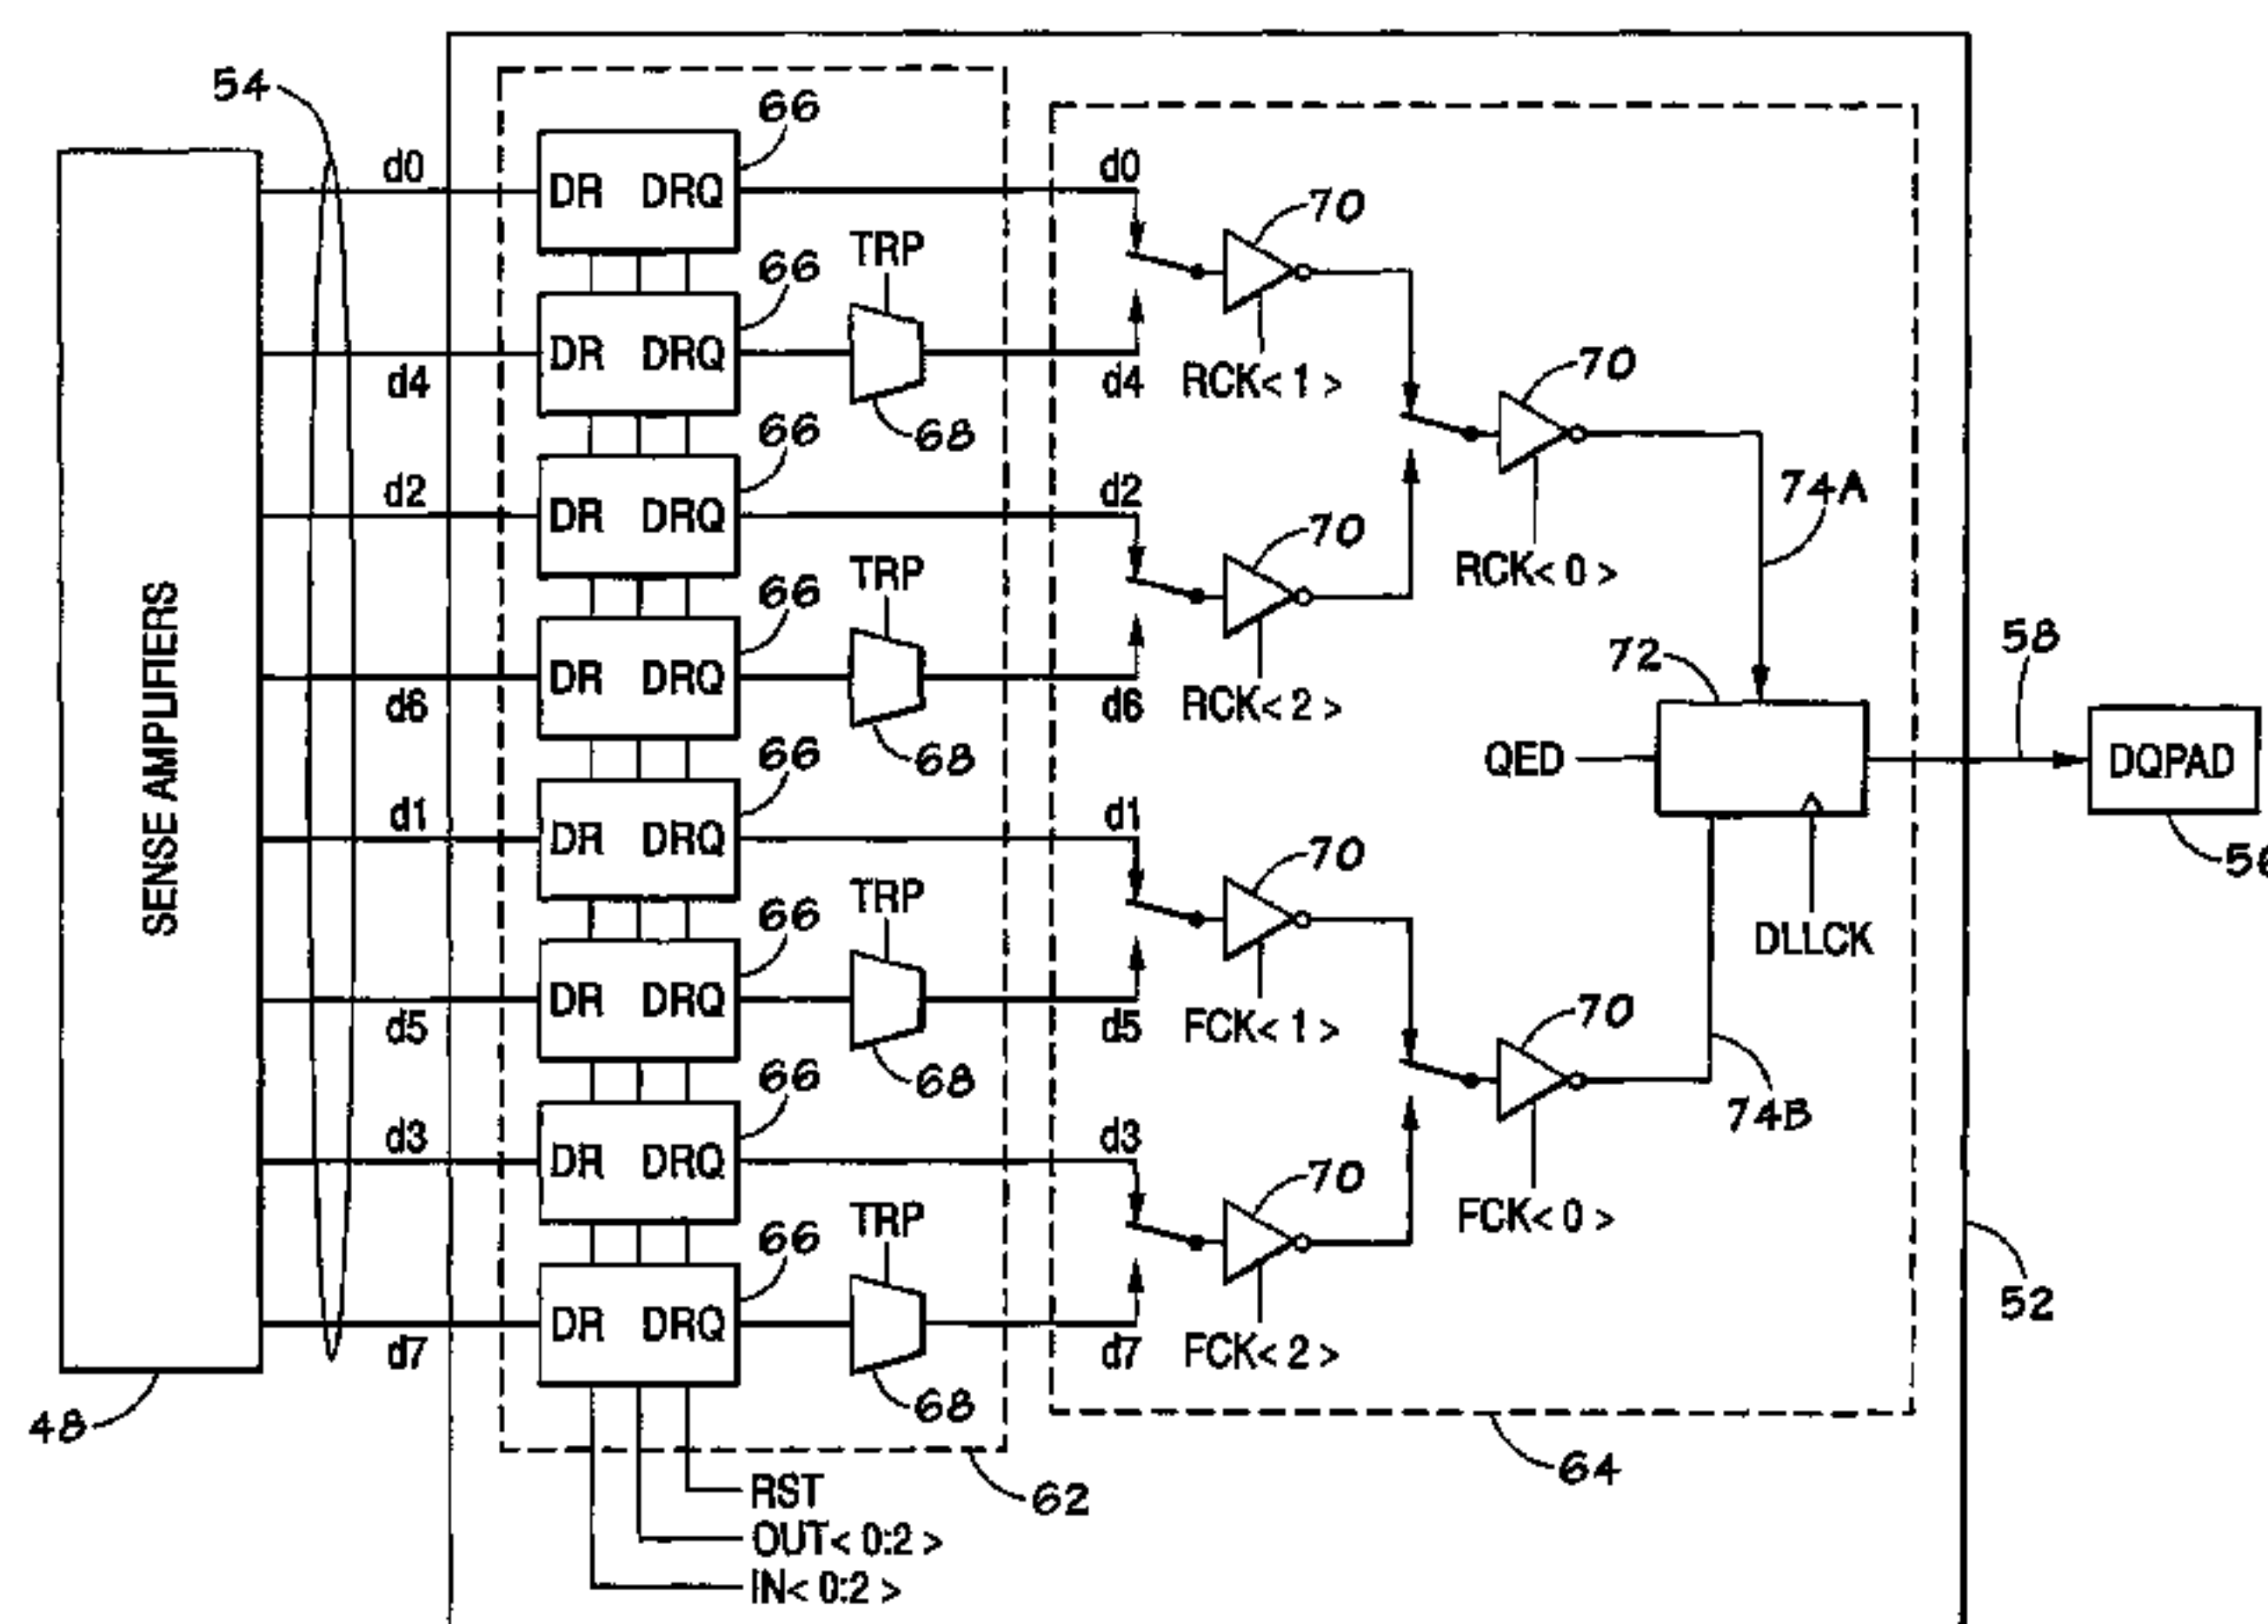 54
66
d0
DR DRQ
d0
70
TRP
66
DR DRQ
d4
d4
RCK< 1 >
68
70
66
d2
DR DRQ
d2
74A
70
RCK< 0 >
TRP
66
58
72
DR DRQ
d6
d6
RCK< 2 >
68
QED
DQPAD
66
d1
DR DRQ
d1
70
56
TRP
66
DLLCK
SENSE AMPLIFIERS
DR DRQ
d5
d5
FCK< 1 >
70
68
66
74B
d3
DR DRQ
d3
70
FCK< 0 >
TRP
66
52
DR DRQ
d7
d7
FCK< 2 >
68
48
64
62
RST
OUT< 0:2 >
IN< 0:2 >